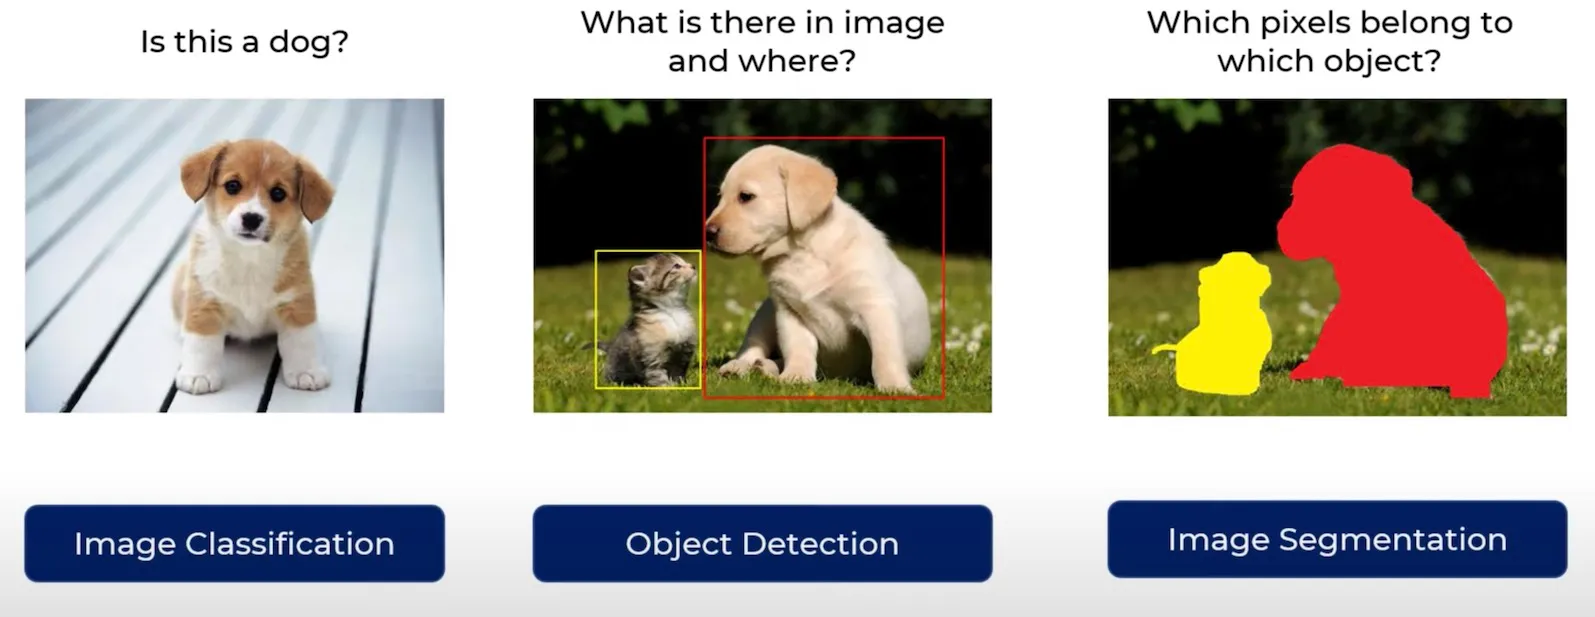 Is this a dog?
What is there in image
and where?
Which pixels belong to
which object?
Image Classification
Object Detection
Image Segmentation